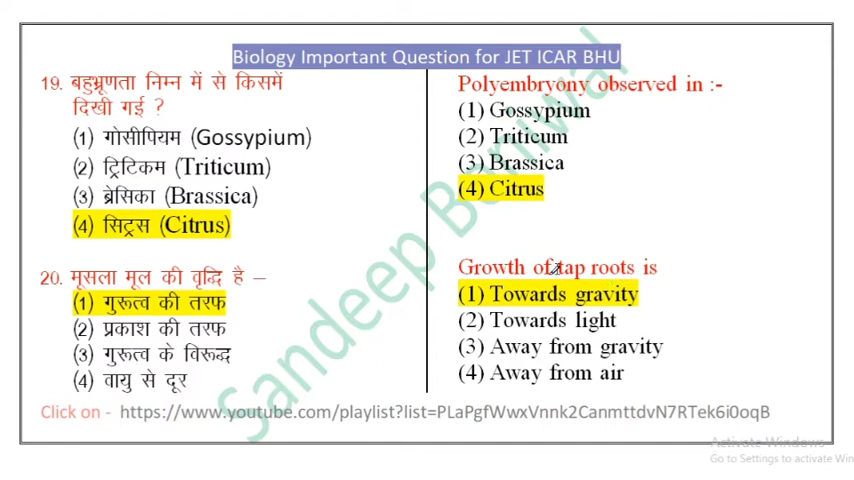 Biology Important Question for JET ICAR BHU
19. बहुभ्रूणता निम्न में से किसमें
दिखी गई ?
(1) गोसीपियम (Gossypium)
(2) ट्रिटिकम (Triticum)
(3) ब्रेसिका (Brassica)
(4) सिट्रस (Citrus)
20. मूसला मूल की वृद्धि है –
(1) गुरूत्व की तरफ
(2) प्रकाश की तरफ
(3) गुरूत्व के विरूद्ध
(4) वायु से दूर
Polyembryony observed in :-
(1) Gossypium
(2) Triticum
(3) Brassica
(4) Citrus
Growth of tap roots is
(1) Towards gravity
(2) Towards light
(3) Away from gravity
(4) Away from air
Click on - https://www.youtube.com/playlist?list=PLaPgfWwxVnnk2CanmttdvN7RTek6i0oqB
Sandeep Baniwal
Activate Windows
Go to Settings to activate Win